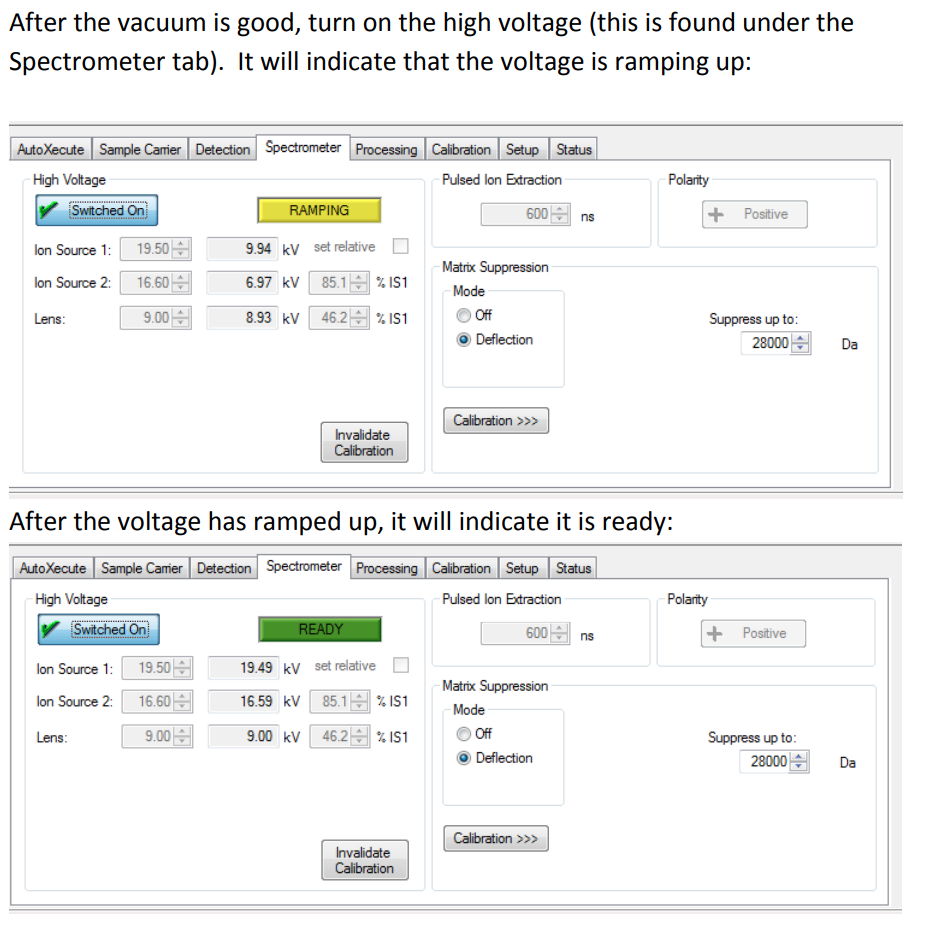 After the vacuum is good, turn on the high voltage (this is found under the
Spectrometer tab).  It will indicate that the voltage is ramping up:
AutoXecute Sample Carrier Detection Spectrometer Processing Calibration Setup Status
High Voltage Pulsed Ion Extraction Polarity
Switched On RAMPING 600 ns + Positive
Ion Source 1: 19.50 9.94 kV set relative
Matrix Suppression
Ion Source 2: 16.60 6.97 kV 85.1 % IS1 Mode
Lens: 9.00 8.93 kV 46.2 % IS1 Off Suppress up to:
Deflection 28000 Da
Calibration >>>
Invalidate
Calibration
After the voltage has ramped up, it will indicate it is ready:
AutoXecute Sample Carrier Detection Spectrometer Processing Calibration Setup Status
High Voltage Pulsed Ion Extraction Polarity
Switched On READY 600 ns + Positive
Ion Source 1: 19.50 19.49 kV set relative
Matrix Suppression
Ion Source 2: 16.60 16.59 kV 85.1 % IS1 Mode
Lens: 9.00 9.00 kV 46.2 % IS1 Off Suppress up to:
Deflection 28000 Da
Calibration >>>
Invalidate
Calibration